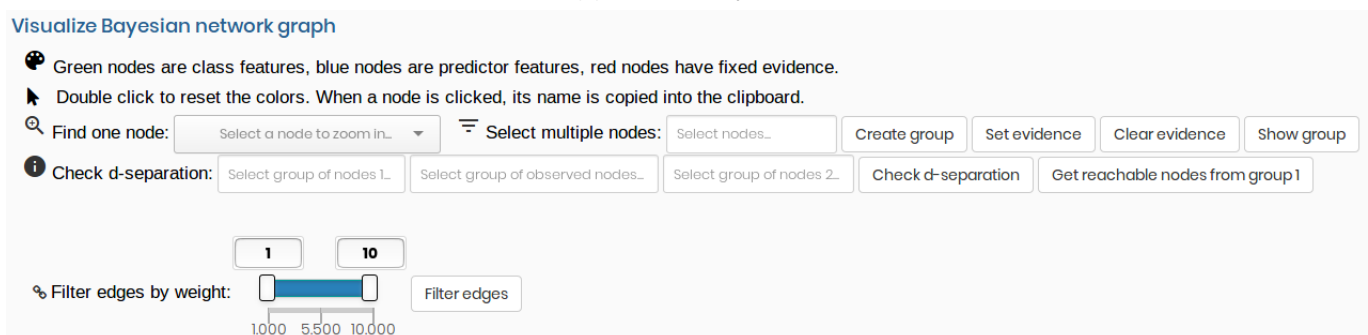 Visualize Bayesian network graph
Green nodes are class features, blue nodes are predictor features, red nodes have fixed evidence.
Double click to reset the colors. When a node is clicked, its name is copied into the clipboard.
Find one node: Select a node to zoom in... Select multiple nodes: Select nodes... Create group Set evidence Clear evidence Show group
Check d-separation: Select group of nodes 1... Select group of observed nodes... Select group of nodes 2... Check d-separation Get reachable nodes from group 1
1 10
Filter edges by weight: Filter edges
1.000 5.500 10.000